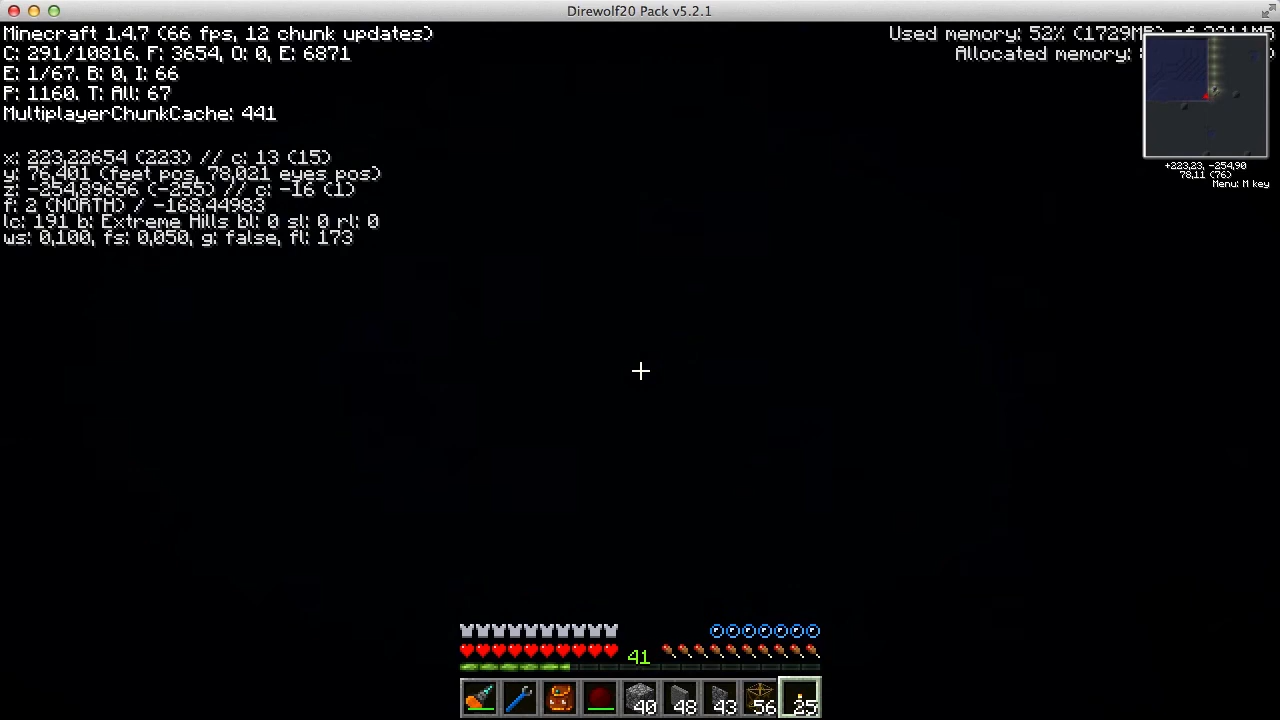 Direwolf20 Pack v5.2.1
Minecraft 1.4.7 (66 fps, 12 chunk updates)
C: 291/10816. F: 3654, O: 0, E: 6871
E: 1/67. B: 0, I: 66
P: 1160. T: All: 67
MultiplayerChunkCache: 441
x: 223,22654 (223) // c: 13 (15)
y: 76,401 (feet pos, 78,021 eyes pos)
z: -254,89656 (-255) // c: -16 (1)
f: 2 (NORTH) / -168,44983
lc: 191 b: Extreme Hills bl: 0 sl: 0 rl: 0
ws: 0,100, fs: 0,050, g: false, fl: 173
Used memory: 52% (1729MB) of
Allocated memory:
+223,23, -254,90
78,11 (76)
Menu: M key
41
40 48 43 56 25